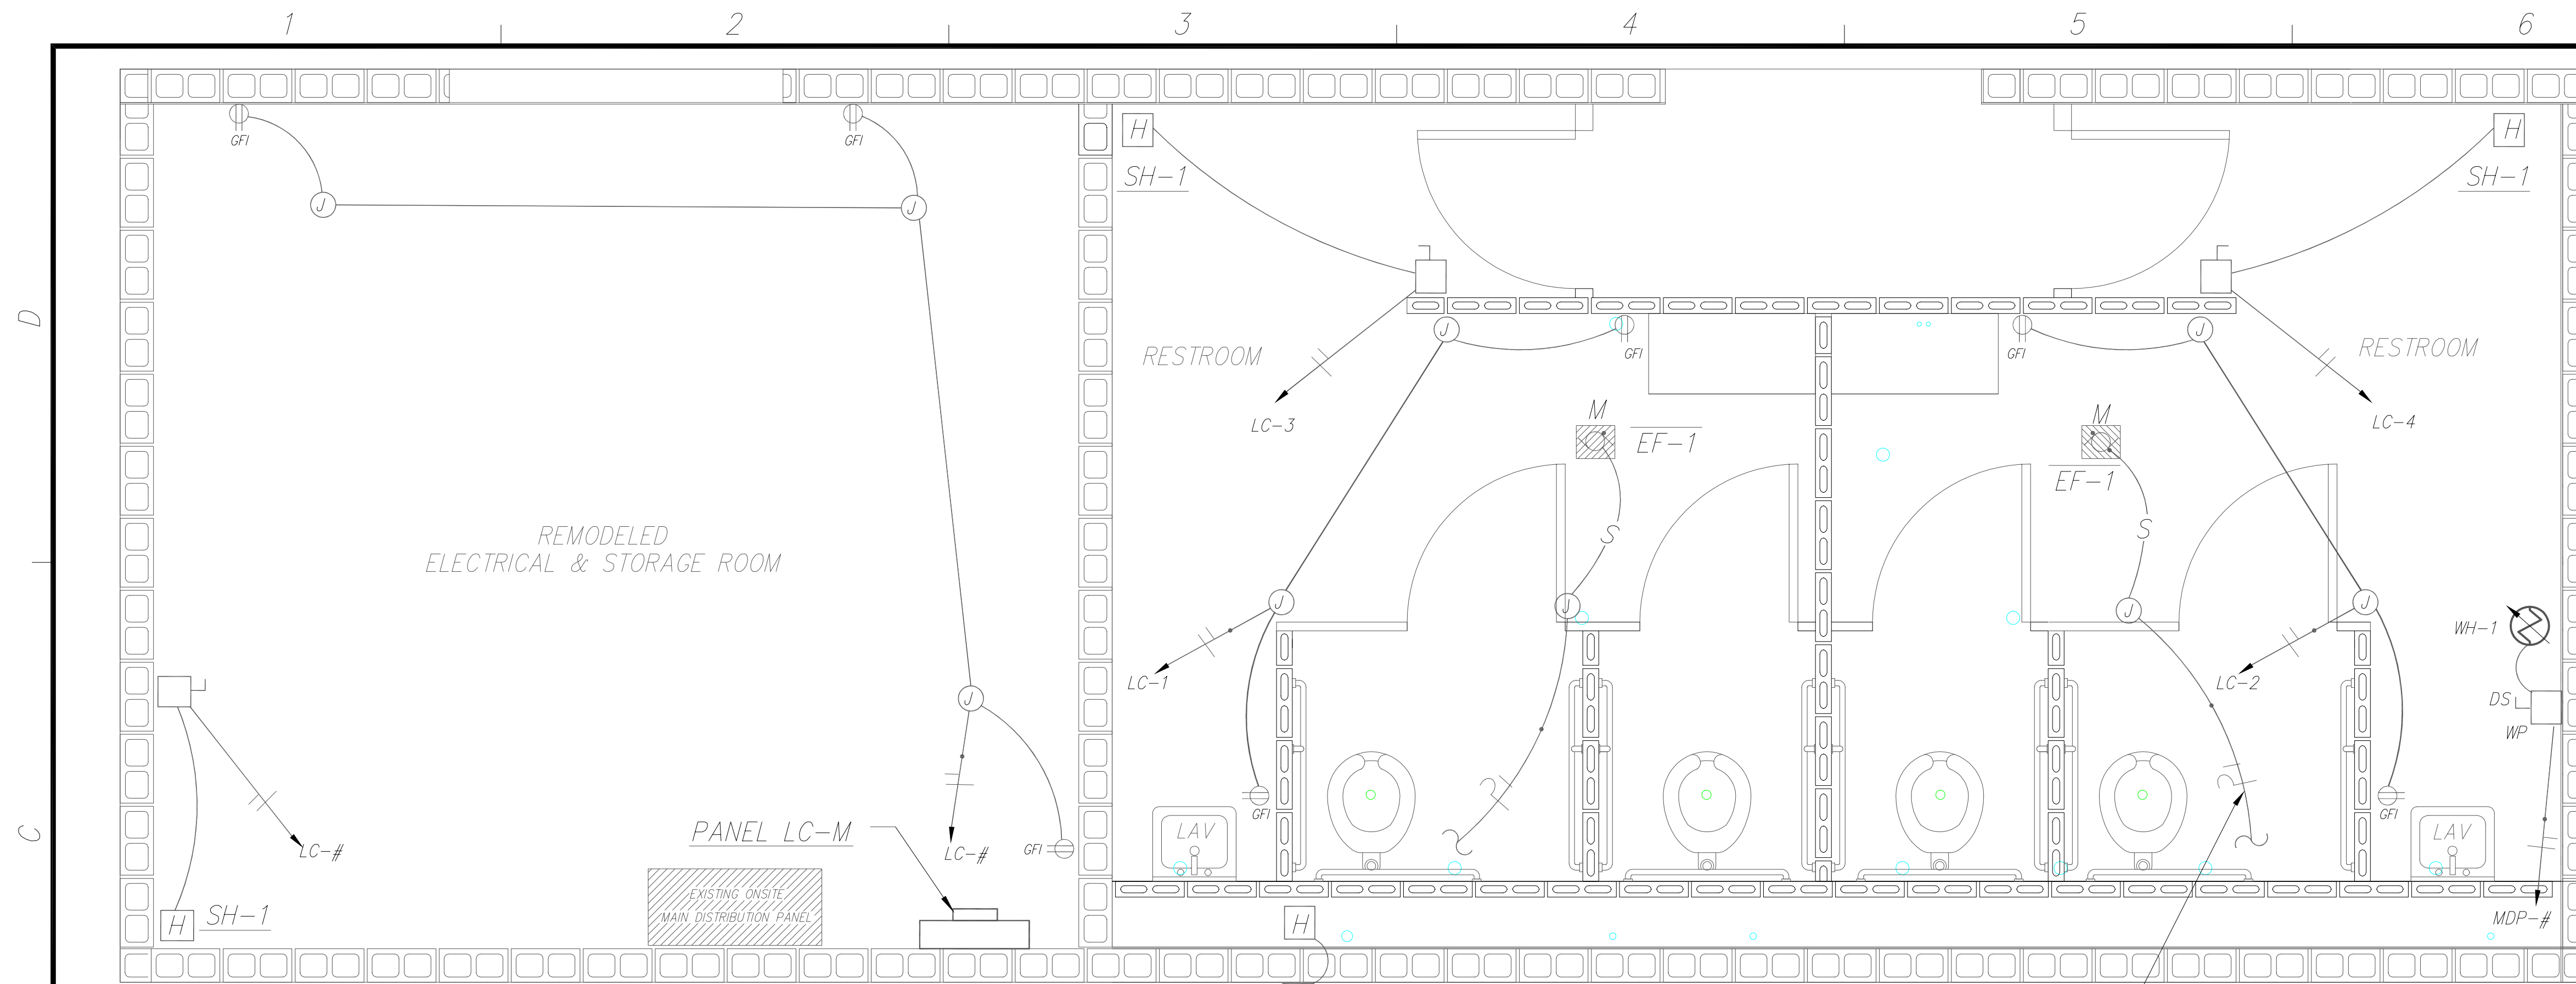 1 2 3 4 5 6
D
C
GFI
GFI
J
J
REMODELED
ELECTRICAL & STORAGE ROOM
J
LC-#
LC-#
GFI
PANEL LC-M
EXISTING ONSITE
MAIN DISTRIBUTION PANEL
H
SH-1
H
SH-1
H
SH-1
RESTROOM
RESTROOM
LC-3
LC-4
J
GFI
GFI
J
M
EF-1
M
EF-1
S
S
J
J
J
J
LC-1
LC-2
WH-1
DS
WP
GFI
GFI
LAV
LAV
MDP-#
H